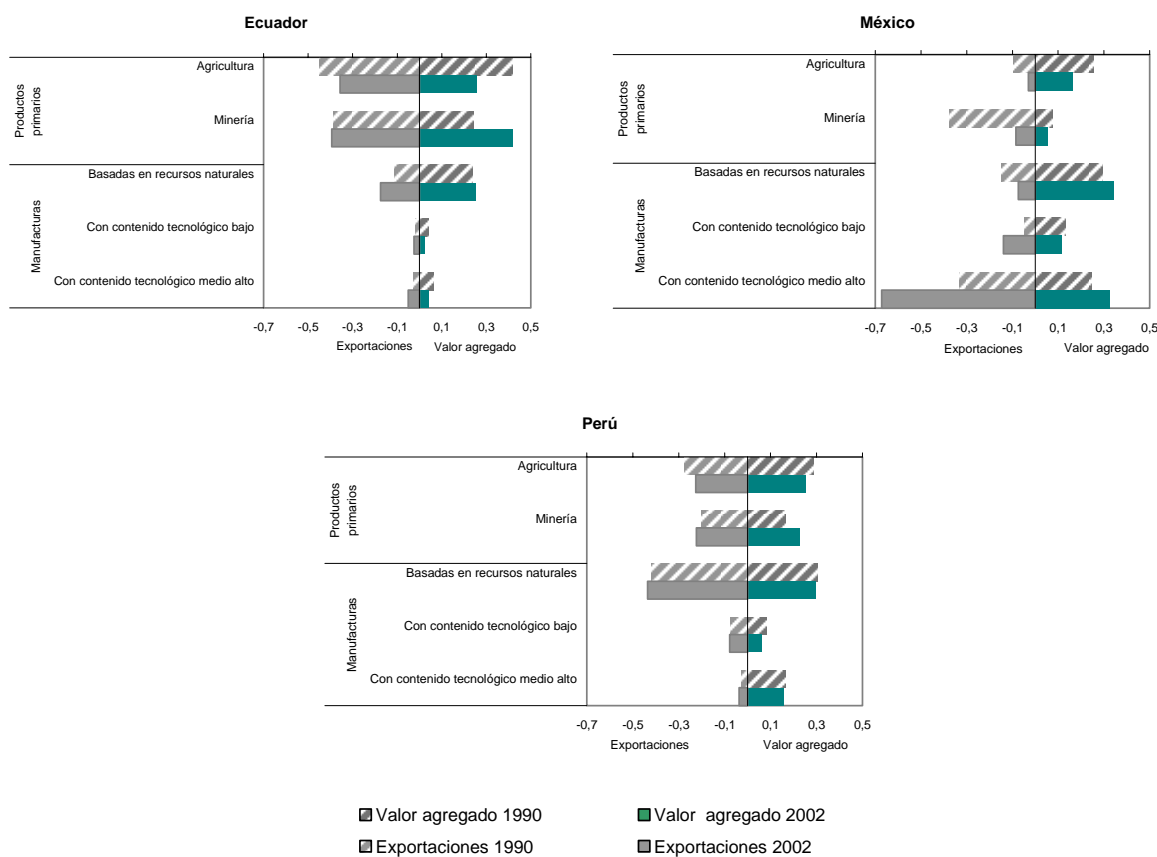 Ecuador
Productos primarios
Agricultura
Minería
Manufacturas
Basadas en recursos naturales
Con contenido tecnológico bajo
Con contenido tecnológico medio alto
-0,7 -0,5 -0,3 -0,1 0,1 0,3 0,5
Exportaciones Valor agregado
México
Productos primarios
Agricultura
Minería
Manufacturas
Basadas en recursos naturales
Con contenido tecnológico bajo
Con contenido tecnológico medio alto
-0,7 -0,5 -0,3 -0,1 0,1 0,3 0,5
Exportaciones Valor agregado
Perú
Productos primarios
Agricultura
Minería
Manufacturas
Basadas en recursos naturales
Con contenido tecnológico bajo
Con contenido tecnológico medio alto
-0,7 -0,5 -0,3 -0,1 0,1 0,3 0,5
Exportaciones Valor agregado
Valor agregado 1990 Valor agregado 2002
Exportaciones 1990 Exportaciones 2002